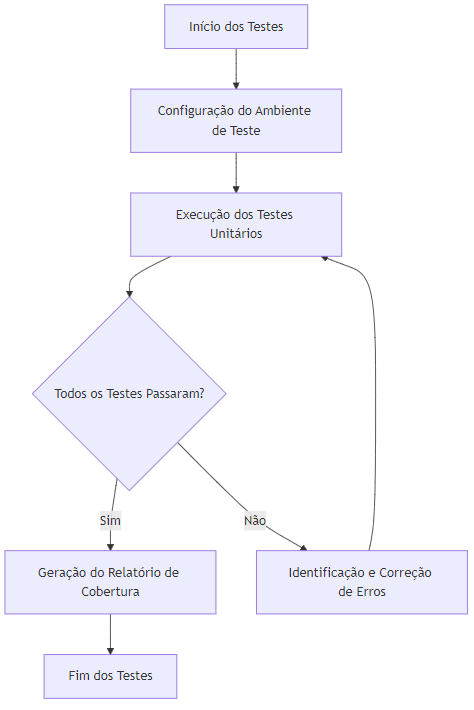 Início dos Testes
Configuração do Ambiente
de Teste
Execução dos Testes
Unitários
Todos os Testes Passaram?
Sim
Não
Geração do Relatório de
Cobertura
Identificação e Correção
de Erros
Fim dos Testes